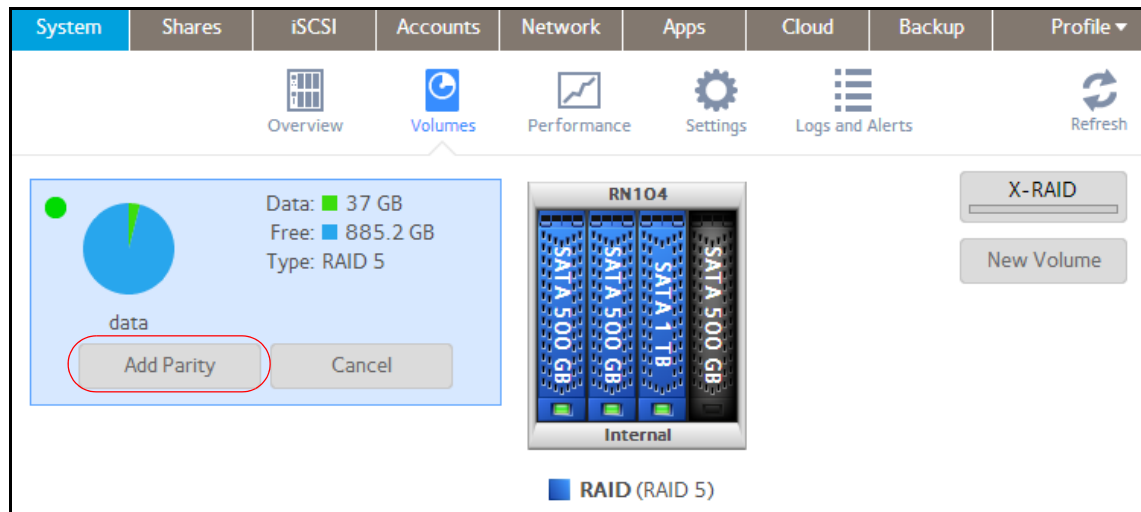 System Shares iSCSI Accounts Network Apps Cloud Backup Profile
Overview Volumes Performance Settings Logs and Alerts Refresh
Data: 37 GB
Free: 885.2 GB
Type: RAID 5
data
Add Parity Cancel
RN104
SATA 500 GB
SATA 500 GB
SATA 1 TB
SATA 500 GB
Internal
RAID (RAID 5)
X-RAID
New Volume